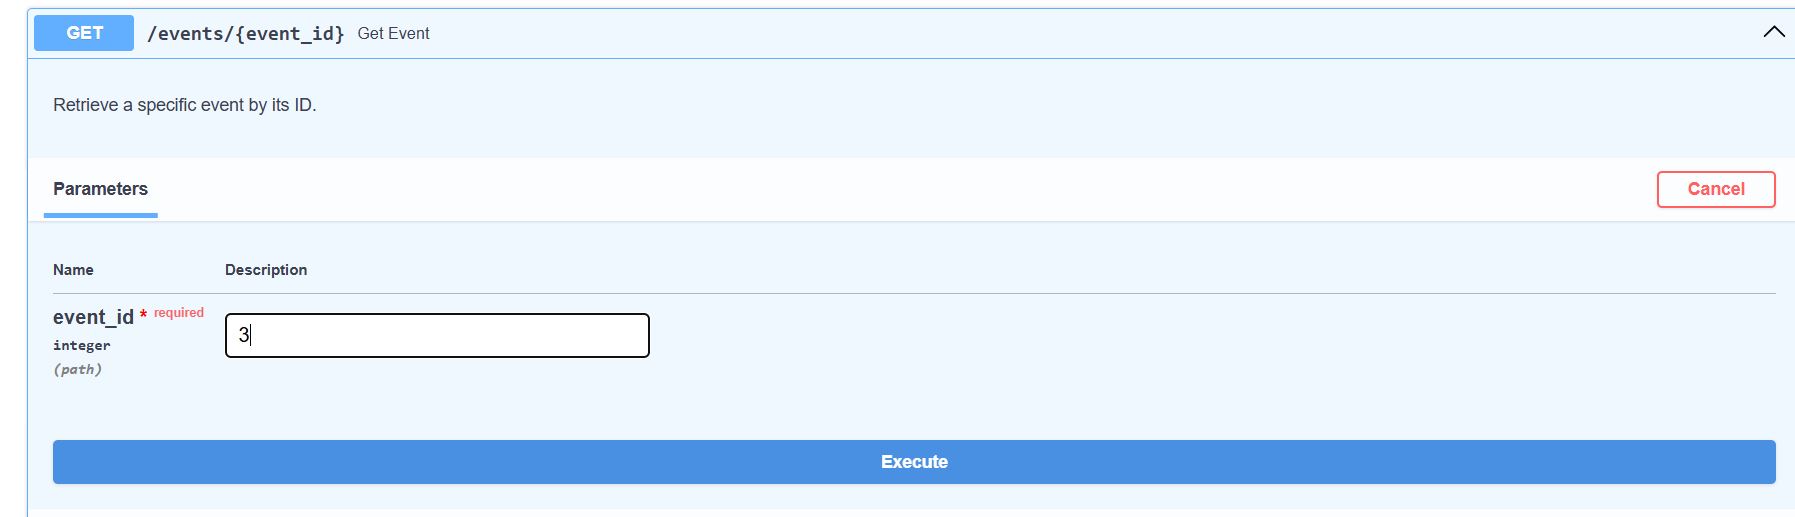 GET /events/{event_id} Get Event
Retrieve a specific event by its ID.
Parameters
Cancel
Name Description
event_id * required
integer
(path)
3
Execute